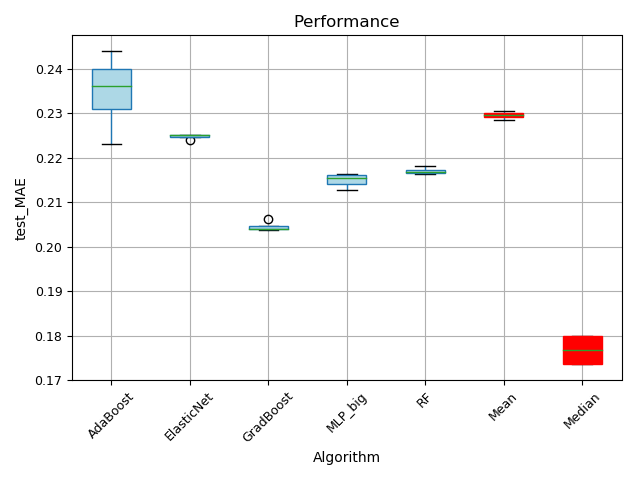 Performance
test_MAE
0.24
0.23
0.22
0.21
0.20
0.19
0.18
0.17
AdaBoost
ElasticNet
GradBoost
MLP_big
RF
Mean
Median
Algorithm